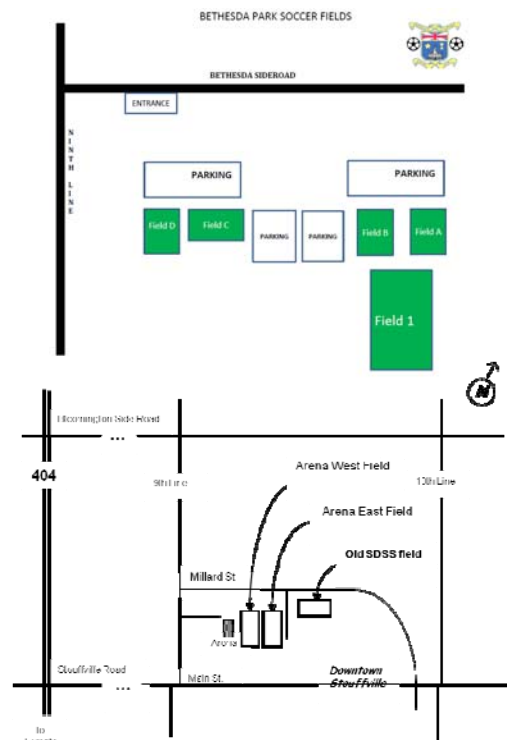 BETHESDA PARK SOCCER FIELDS
BETHESDA SIDEROAD
ENTRANCE
NINTH LINE
PARKING
PARKING
Field D
Field C
PARKING
PARKING
Field B
Field A
Field 1
N
Bloomington Side Road
404
9th Line
10th Line
Arena West Field
Arena East Field
Old SDSS field
Millard St
Arena
Stouffville Road
Main St.
Downtown
Stouffville
To